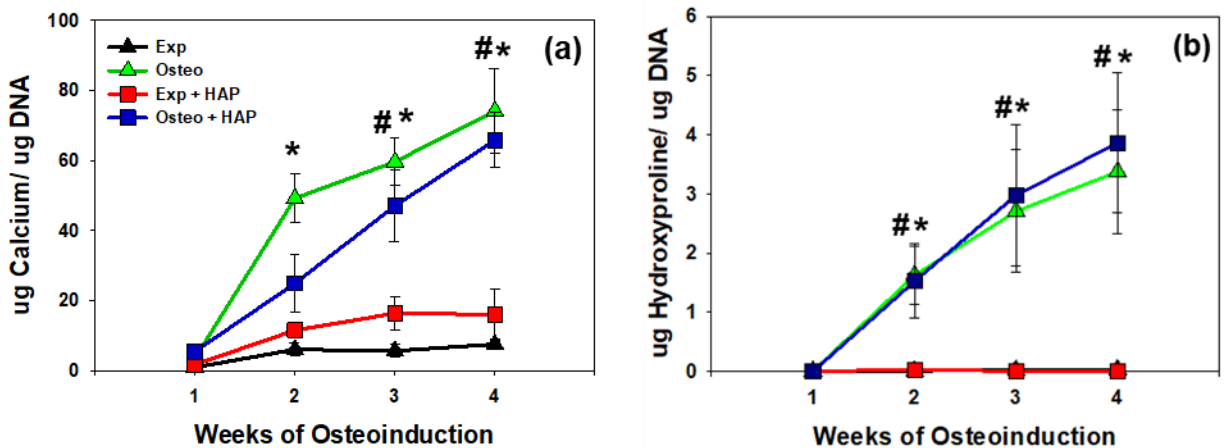 100
80
60
40
20
0
ug Calcium/ ug DNA
Exp
Osteo
Exp + HAP
Osteo + HAP
(a)
*
# *
#*
1 2 3 4
Weeks of Osteoinduction
6
5
4
3
2
1
0
ug Hydroxyproline/ ug DNA
(b)
#*
#*
# *
1 2 3 4
Weeks of Osteoinduction